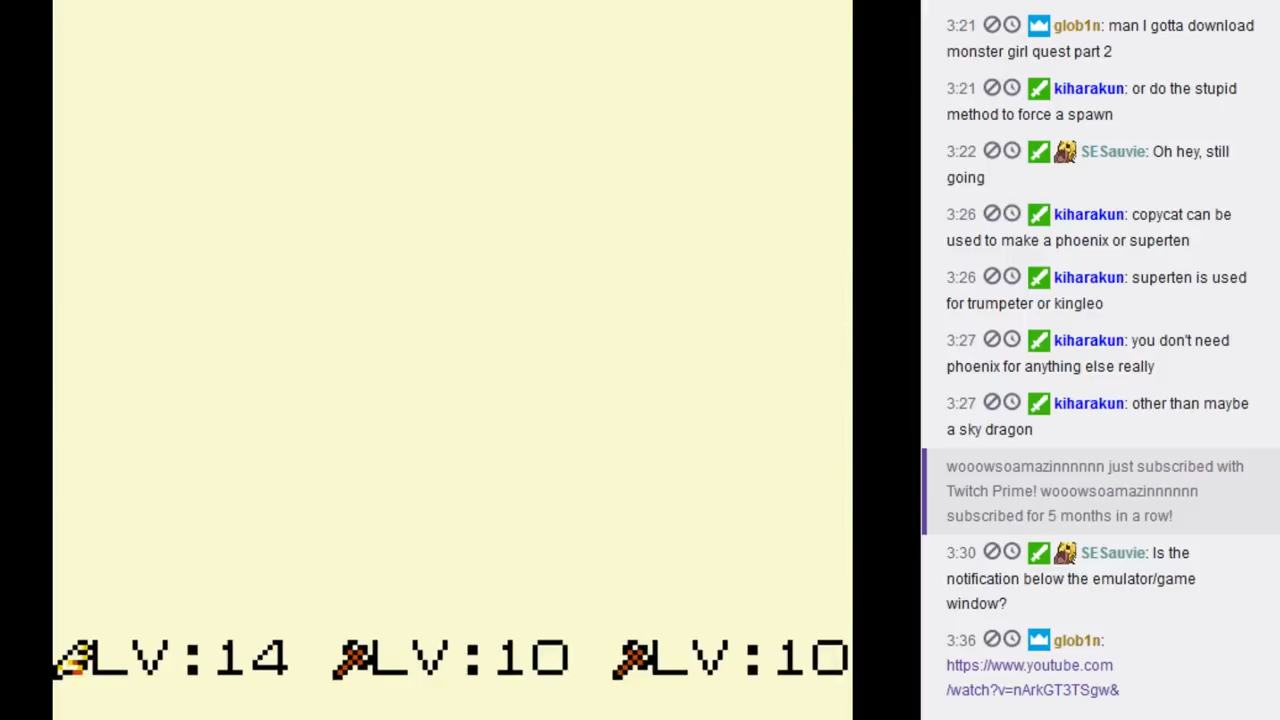 3:21 glob1n: man I gotta download
monster girl quest part 2
3:21 kiharakun: or do the stupid
method to force a spawn
3:22 SESauvie: Oh hey, still
going
3:26 kiharakun: copycat can be
used to make a phoenix or superten
3:26 kiharakun: superten is used
for trumpeter or kingleo
3:27 kiharakun: you don't need
phoenix for anything else really
3:27 kiharakun: other than maybe
a sky dragon
wooowsoamazinnnnnn just subscribed with
Twitch Prime! wooowsoamazinnnnnn
subscribed for 5 months in a row!
3:30 SESauvie: Is the
notification below the emulator/game
window?
3:36 glob1n:
https://www.youtube.com
/watch?v=nArkGT3TSgw&
LV:14 LV:10 LV:10